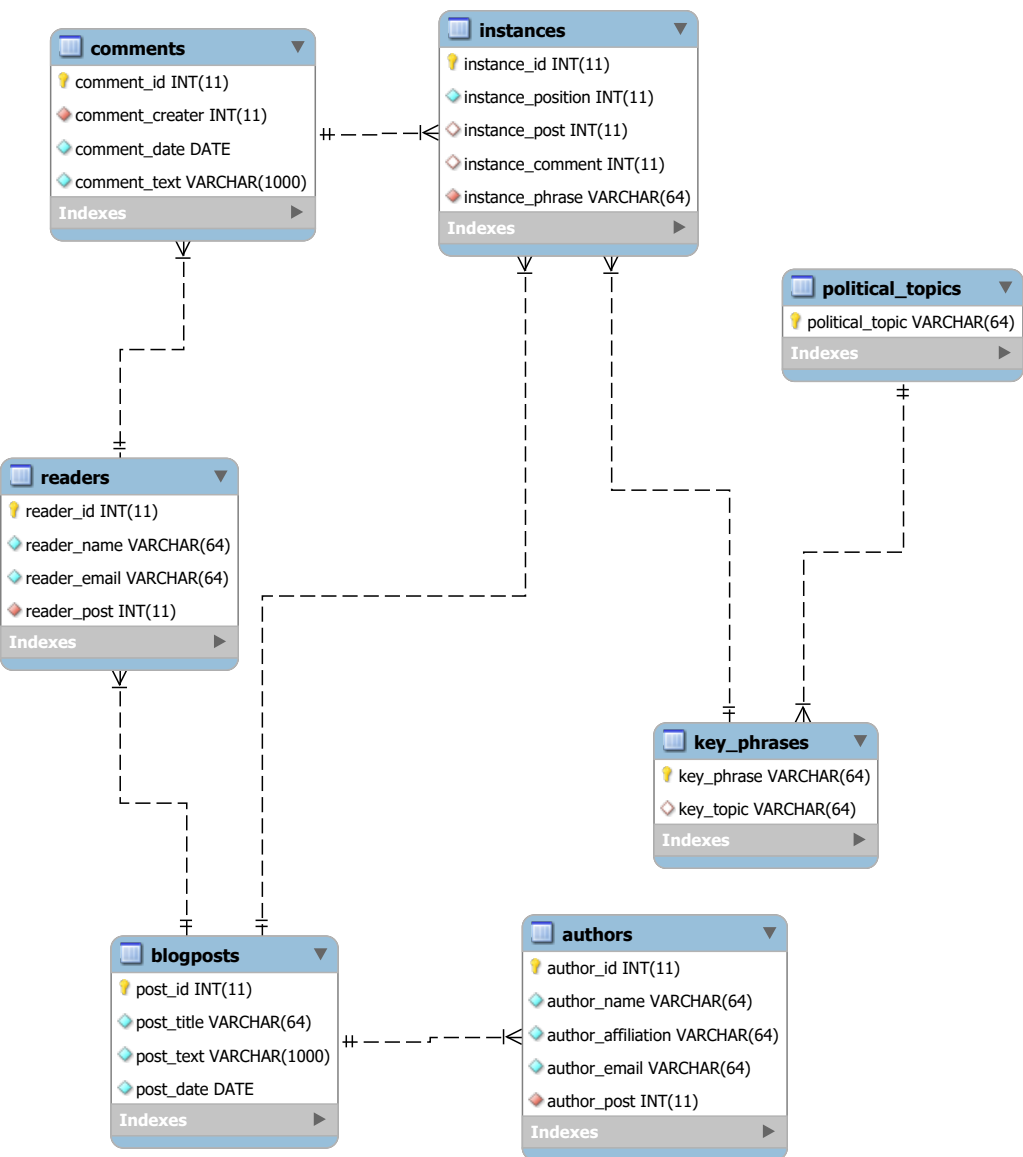 comments
comment_id INT(11)
comment_creater INT(11)
comment_date DATE
comment_text VARCHAR(1000)
Indexes
instances
instance_id INT(11)
instance_position INT(11)
instance_post INT(11)
instance_comment INT(11)
instance_phrase VARCHAR(64)
Indexes
political_topics
political_topic VARCHAR(64)
Indexes
readers
reader_id INT(11)
reader_name VARCHAR(64)
reader_email VARCHAR(64)
reader_post INT(11)
Indexes
key_phrases
key_phrase VARCHAR(64)
key_topic VARCHAR(64)
Indexes
blogposts
post_id INT(11)
post_title VARCHAR(64)
post_text VARCHAR(1000)
post_date DATE
Indexes
authors
author_id INT(11)
author_name VARCHAR(64)
author_affiliation VARCHAR(64)
author_email VARCHAR(64)
author_post INT(11)
Indexes